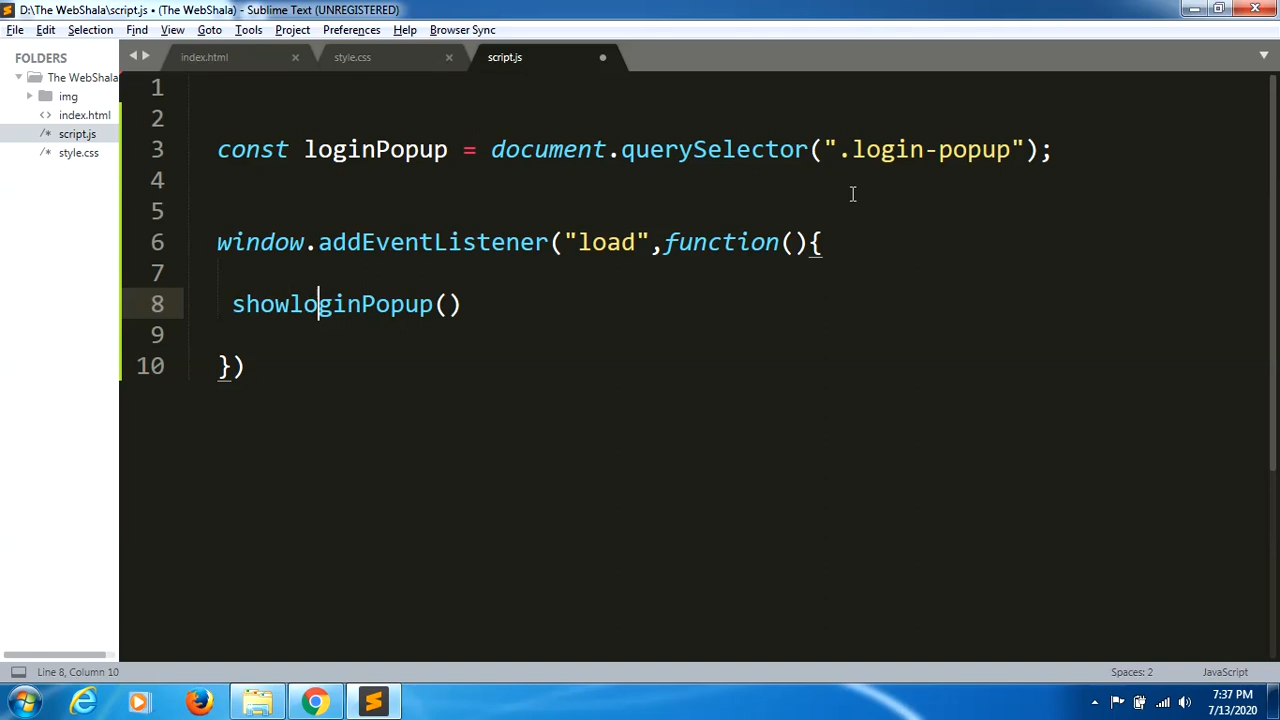 D:\The WebShala\script.js • (The WebShala) - Sublime Text (UNREGISTERED)
File Edit Selection Find View Goto Tools Project Preferences Help Browser Sync
FOLDERS
The WebShala
img
index.html
script.js
style.css
index.html × style.css × script.js
1
2
3 const loginPopup = document.querySelector(".login-popup");
4
5
6 window.addEventListener("load",function(){
7
8 showloginPopup()
9
10 })
Line 8, Column 10 Spaces: 2 JavaScript
7:37 PM
7/13/2020